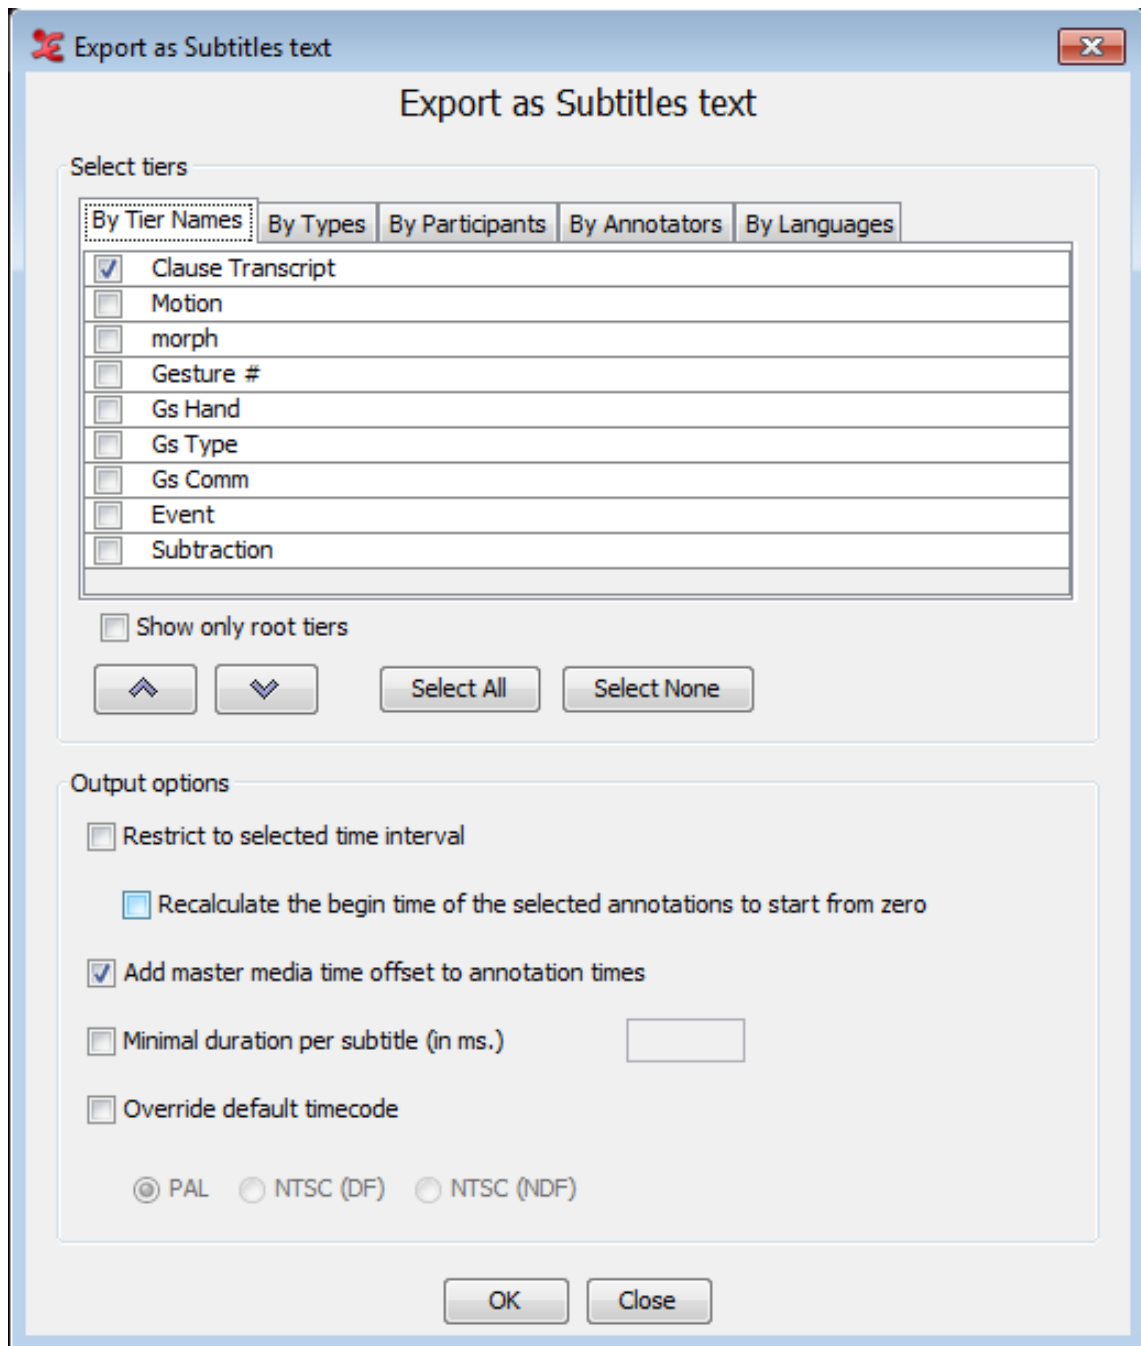 Export as Subtitles text
Export as Subtitles text
Select tiers
By Tier Names By Types By Participants By Annotators By Languages
Clause Transcript
Motion
morph
Gesture #
Gs Hand
Gs Type
Gs Comm
Event
Subtraction
Show only root tiers
Select All Select None
Output options
Restrict to selected time interval
Recalculate the begin time of the selected annotations to start from zero
Add master media time offset to annotation times
Minimal duration per subtitle (in ms.)
Override default timecode
PAL NTSC (DF) NTSC (NDF)
OK Close